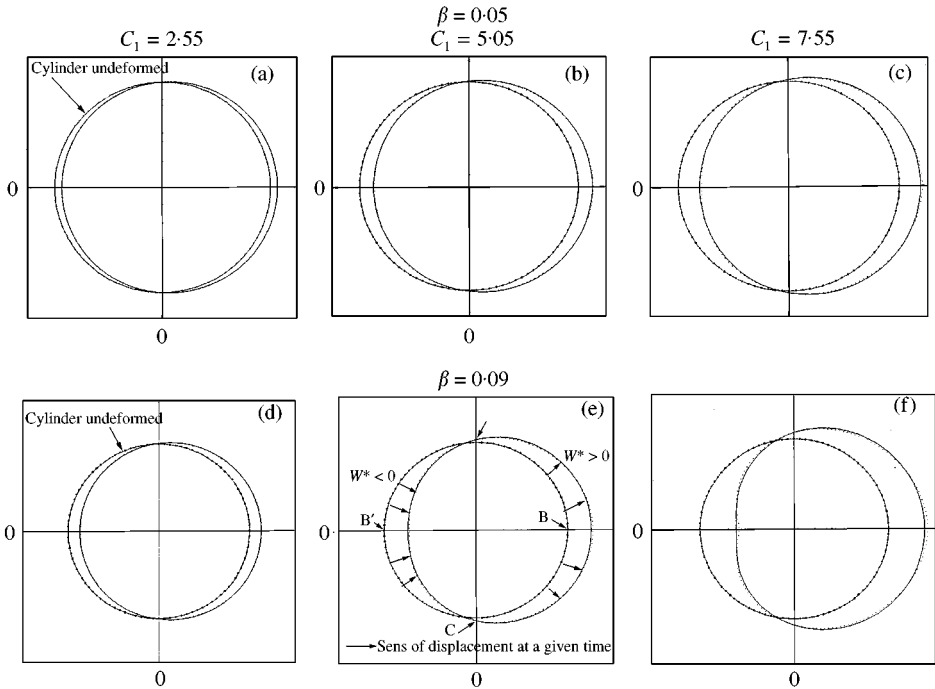 β = 0·05
C₁ = 2·55 C₁ = 5·05 C₁ = 7·55
Cylinder undeformed (a) (b) (c)
0 0 0
0 0 0
β = 0·09
Cylinder undeformed (d) (e) (f)
W* < 0 W* > 0
B′ B
0 0 0
C
Sens of displacement at a given time
0 0 0